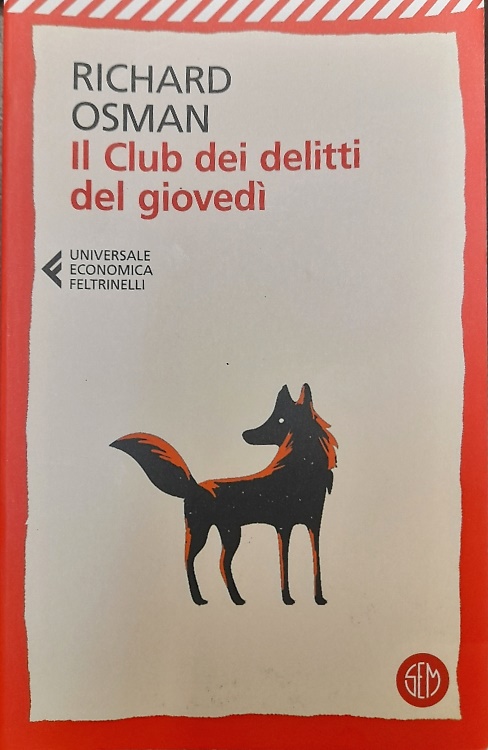 RICHARD
OSMAN
Il Club dei delitti
del giovedì
UNIVERSALE
ECONOMICA
FELTRINELLI
SEM